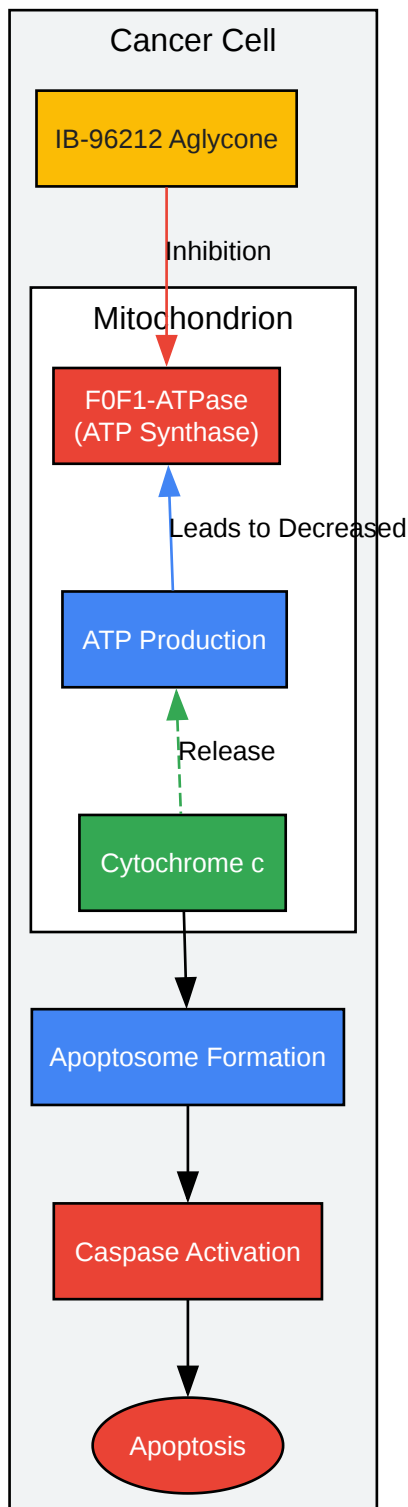 Cancer Cell
IB-96212 Aglycone
Inhibition
Mitochondrion
F0F1-ATPase
(ATP Synthase)
Leads to Decreased
ATP Production
Release
Cytochrome c
Apoptosome Formation
Caspase Activation
Apoptosis